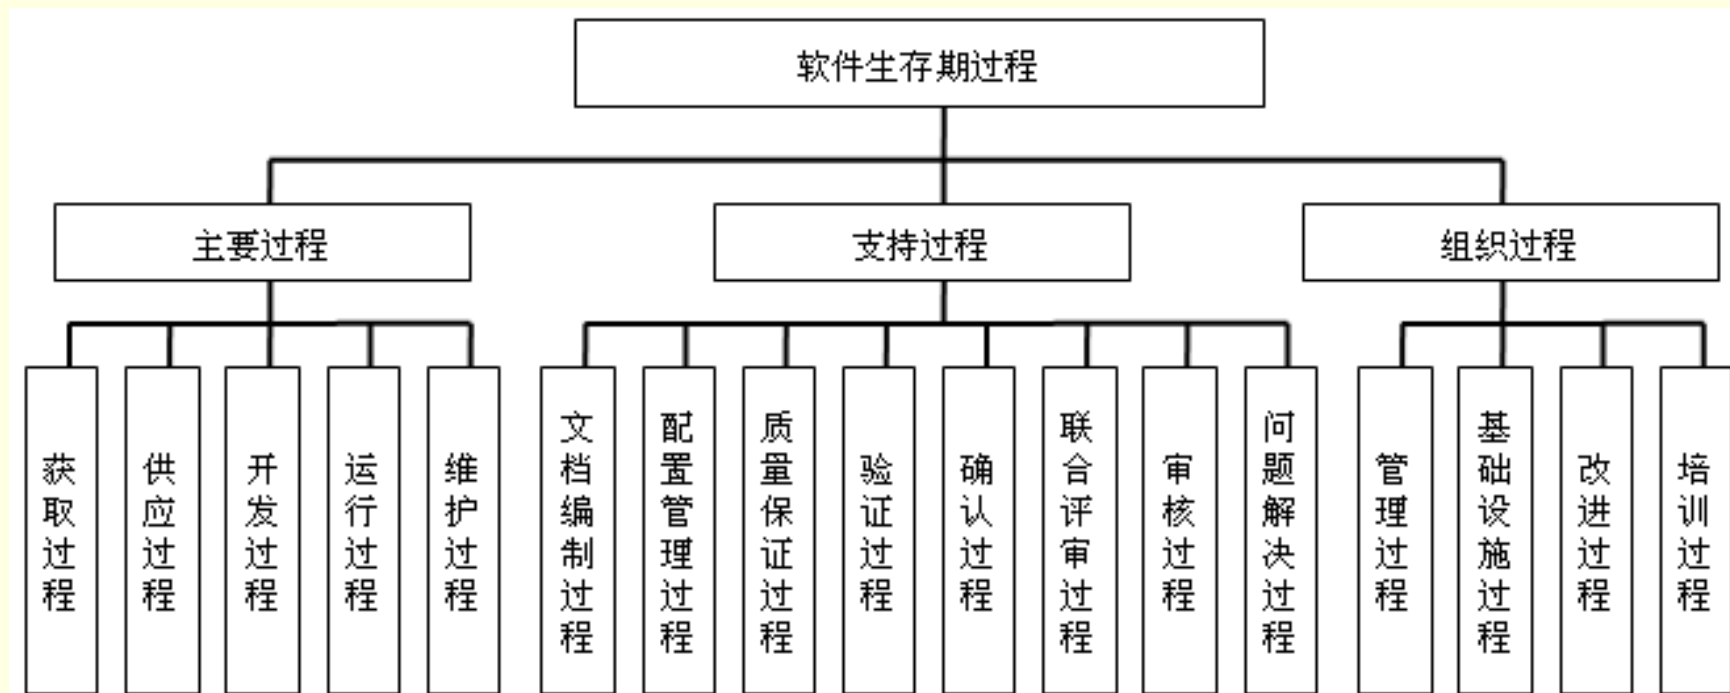 软件生存期过程
主要过程
支持过程
组织过程
获取过程
供应过程
开发过程
运行过程
维护过程
文档编制过程
配置管理过程
质量保证过程
验证过程
确认过程
联合评审过程
审核过程
问题解决过程
管理过程
基础设施过程
改进过程
培训过程